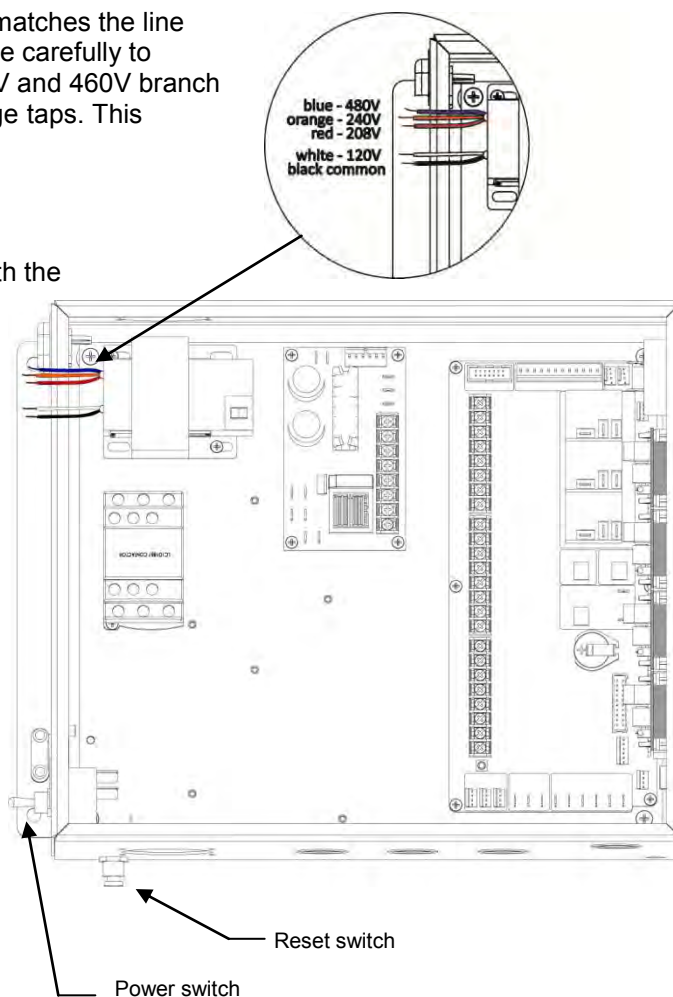 matches the line
e carefully to
V and 460V branch
ge taps. This
blue - 480V
orange - 240V
red - 208V
white - 120V
black common
th the
Reset switch
Power switch